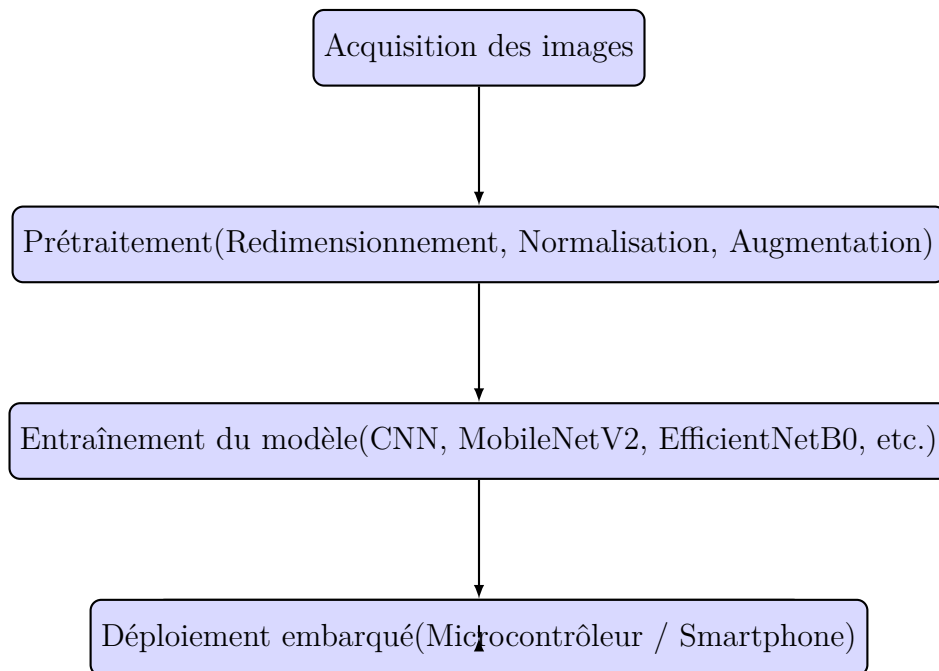 Acquisition des images
Prétraitement(Redimensionnement, Normalisation, Augmentation)
Entraînement du modèle(CNN, MobileNetV2, EfficientNetB0, etc.)
Déploiement embarqué(Microcontrôleur / Smartphone)